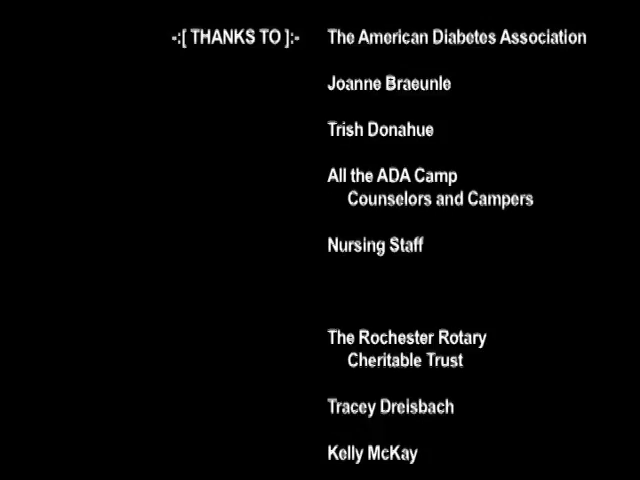 -:[ THANKS TO ]:- The American Diabetes Association
Joanne Braeunle
Trish Donahue
All the ADA Camp
Counselors and Campers
Nursing Staff
The Rochester Rotary
Cheritable Trust
Tracey Dreisbach
Kelly McKay